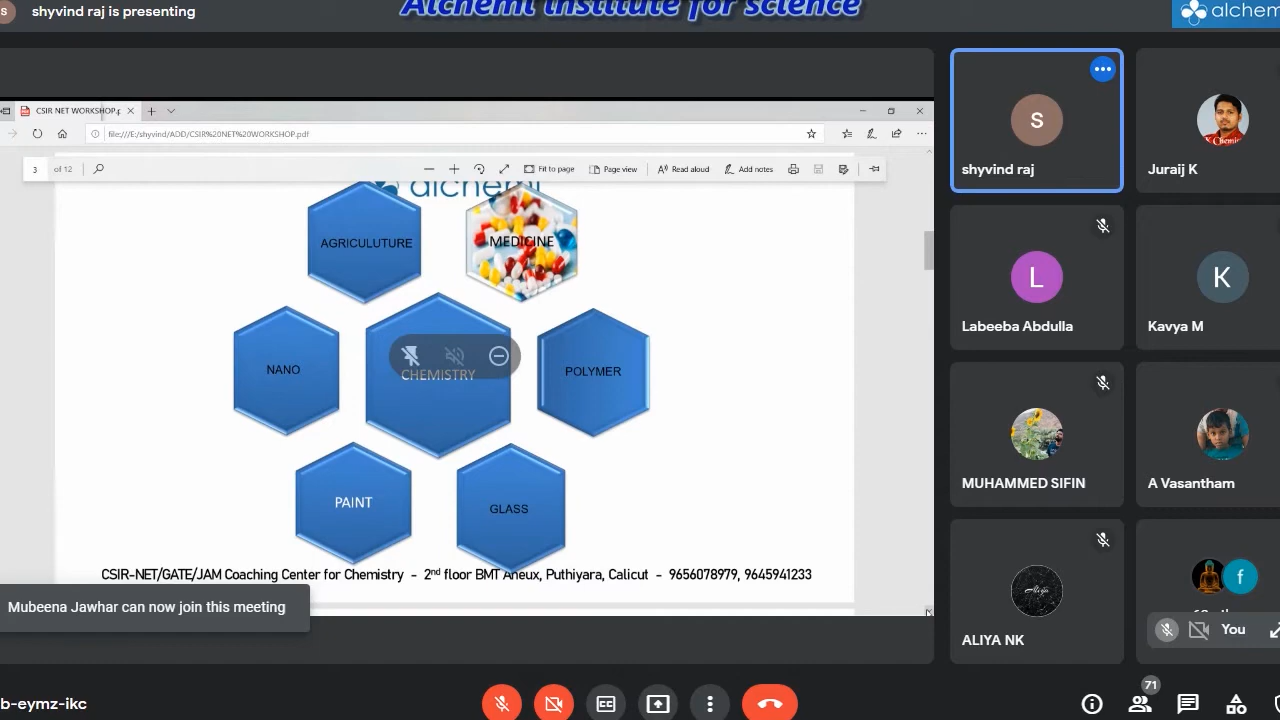 Alchemi institute for science
s
shyvind raj is presenting
alchem
CSIR NET WORKSHOP.p
file:///E:/shyvind/ADD/CSIR%20NET%20WORKSHOP.pdf
3 of 12
Fit to page
Page view
Read aloud
Add notes
alchemi
AGRICULUTURE
MEDICINE
NANO
CHEMISTRY
POLYMER
PAINT
GLASS
CSIR-NET/GATE/JAM Coaching Center for Chemistry - 2nd floor BMT Aneux, Puthiyara, Calicut - 9656078979, 9645941233
Mubeena Jawhar can now join this meeting
S
shyvind raj
Juraij K
L
Labeeba Abdulla
K
Kavya M
MUHAMMED SIFIN
A Vasantham
ALIYA NK
f
You
b-eymz-ikc
CC
71